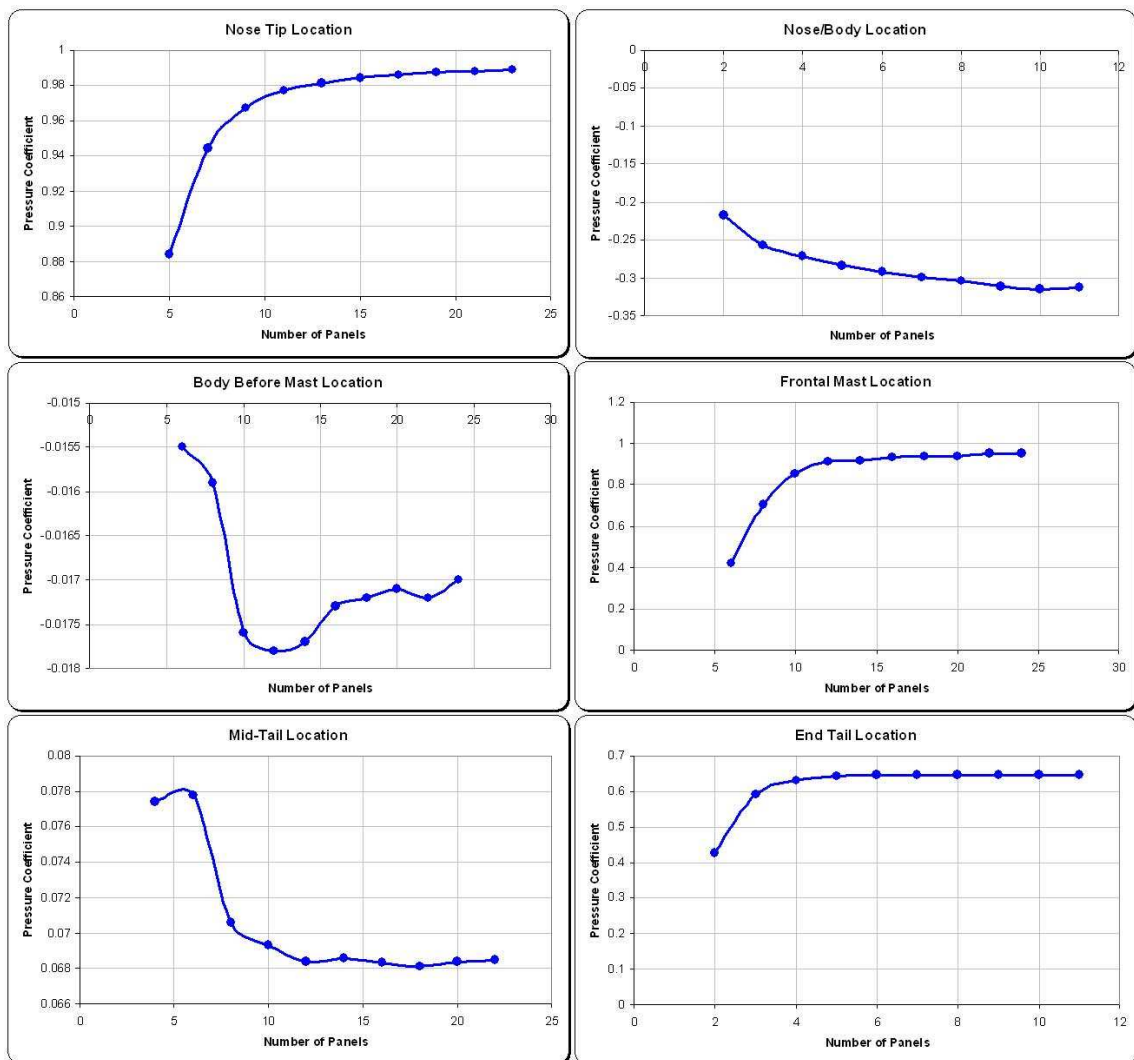 Nose Tip Location
Pressure Coefficient
1
0.98
0.96
0.94
0.92
0.9
0.88
0.86
0 5 10 15 20 25
Number of Panels
Nose/Body Location
Pressure Coefficient
0
-0.05
-0.1
-0.15
-0.2
-0.25
-0.3
-0.35
0 2 4 6 8 10 12
Number of Panels
Body Before Mast Location
Pressure Coefficient
-0.015
-0.0155
-0.016
-0.0165
-0.017
-0.0175
-0.018
0 5 10 15 20 25 30
Number of Panels
Frontal Mast Location
Pressure Coefficient
1.2
1
0.8
0.6
0.4
0.2
0
0 5 10 15 20 25 30
Number of Panels
Mid-Tail Location
Pressure Coefficient
0.08
0.078
0.076
0.074
0.072
0.07
0.068
0.066
0 5 10 15 20 25
Number of Panels
End Tail Location
Pressure Coefficient
0.7
0.6
0.5
0.4
0.3
0.2
0.1
0
0 2 4 6 8 10 12
Number of Panels